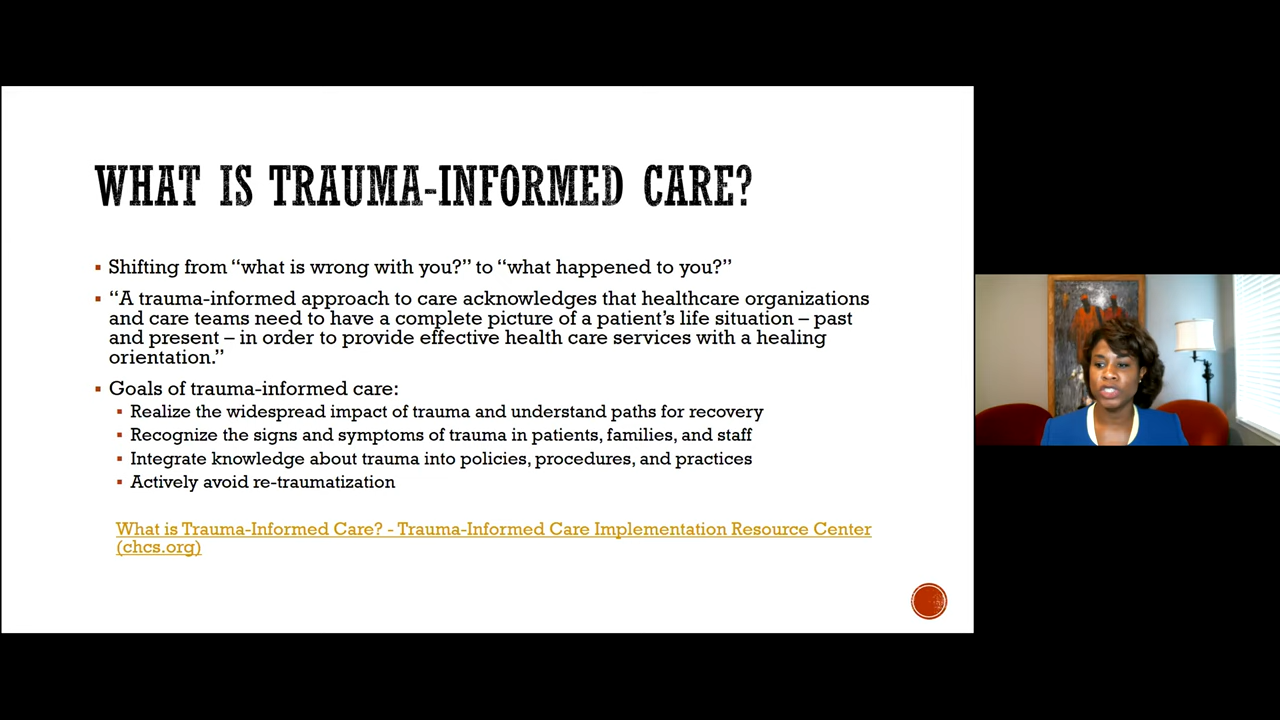 WHAT IS TRAUMA-INFORMED CARE?
▪ Shifting from “what is wrong with you?” to “what happened to you?”
▪ “A trauma-informed approach to care acknowledges that healthcare organizations
and care teams need to have a complete picture of a patient’s life situation – past
and present – in order to provide effective health care services with a healing
orientation.”
▪ Goals of trauma-informed care:
▪ Realize the widespread impact of trauma and understand paths for recovery
▪ Recognize the signs and symptoms of trauma in patients, families, and staff
▪ Integrate knowledge about trauma into policies, procedures, and practices
▪ Actively avoid re-traumatization
What is Trauma-Informed Care? - Trauma-Informed Care Implementation Resource Center
(chcs.org)